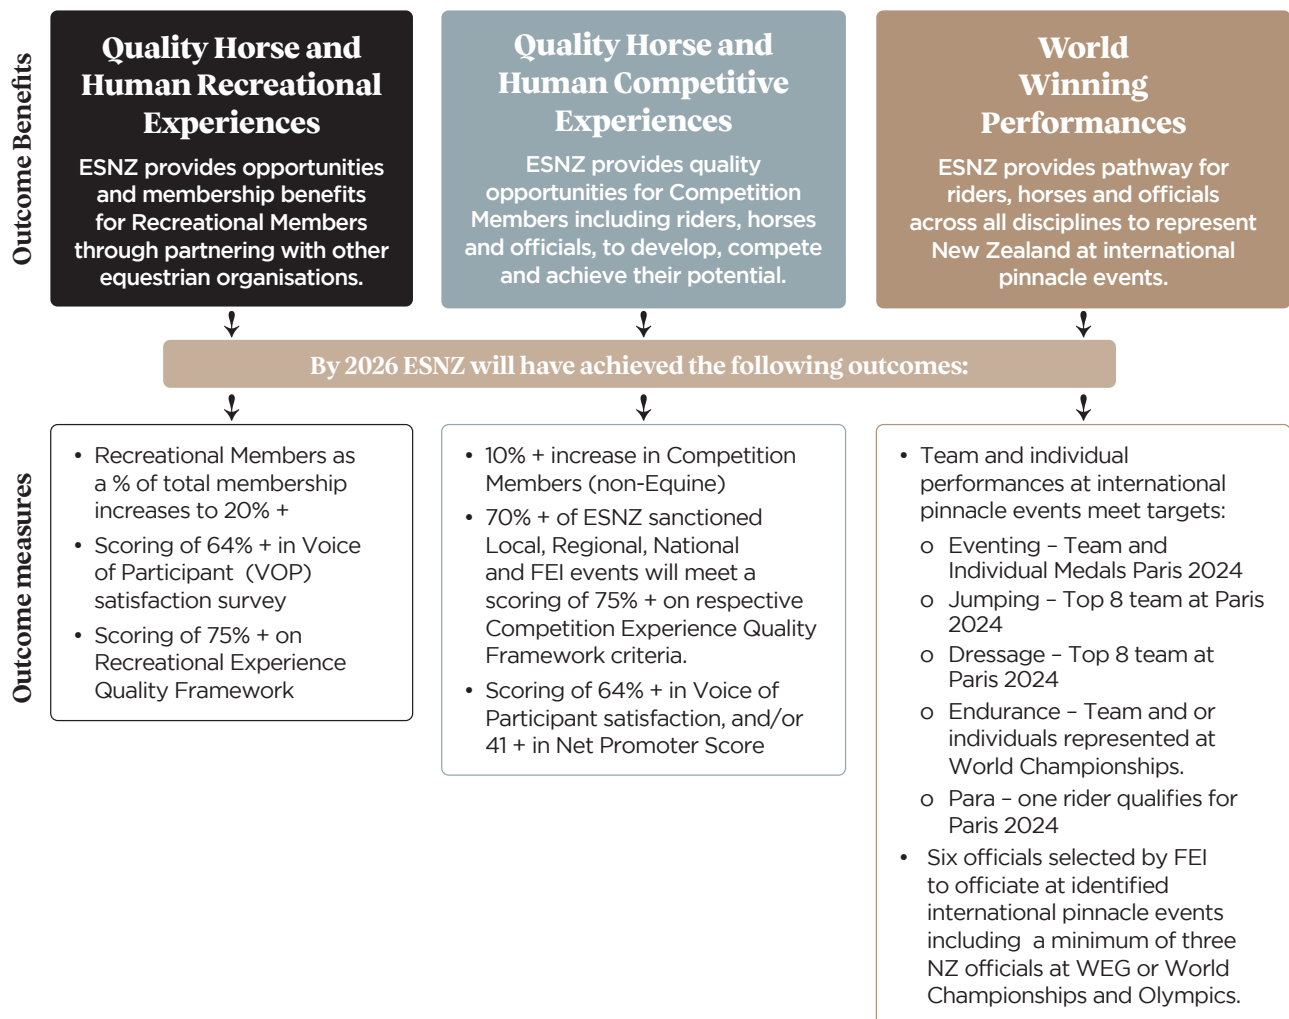 Outcome Benefits
Quality Horse and
Human Recreational
Experiences
ESNZ provides opportunities
and membership benefits
for Recreational Members
through partnering with other
equestrian organisations.
Quality Horse and
Human Competitive
Experiences
ESNZ provides quality
opportunities for Competition
Members including riders, horses
and officials, to develop, compete
and achieve their potential.
World
Winning
Performances
ESNZ provides pathway for
riders, horses and officials
across all disciplines to represent
New Zealand at international
pinnacle events.
By 2026 ESNZ will have achieved the following outcomes:
Outcome measures
• Recreational Members as
a % of total membership
increases to 20% +
• Scoring of 64% + in Voice
of Participant (VOP)
satisfaction survey
• Scoring of 75% + on
Recreational Experience
Quality Framework
• 10% + increase in Competition
Members (non-Equine)
• 70% + of ESNZ sanctioned
Local, Regional, National
and FEI events will meet a
scoring of 75% + on respective
Competition Experience Quality
Framework criteria.
• Scoring of 64% + in Voice of
Participant satisfaction, and/or
41 + in Net Promoter Score
• Team and individual
performances at international
pinnacle events meet targets:
o Eventing – Team and
Individual Medals Paris 2024
o Jumping – Top 8 team at Paris
2024
o Dressage – Top 8 team at
Paris 2024
o Endurance – Team and or
individuals represented at
World Championships.
o Para – one rider qualifies for
Paris 2024
• Six officials selected by FEI
to officiate at identified
international pinnacle events
including a minimum of three
NZ officials at WEG or World
Championships and Olympics.